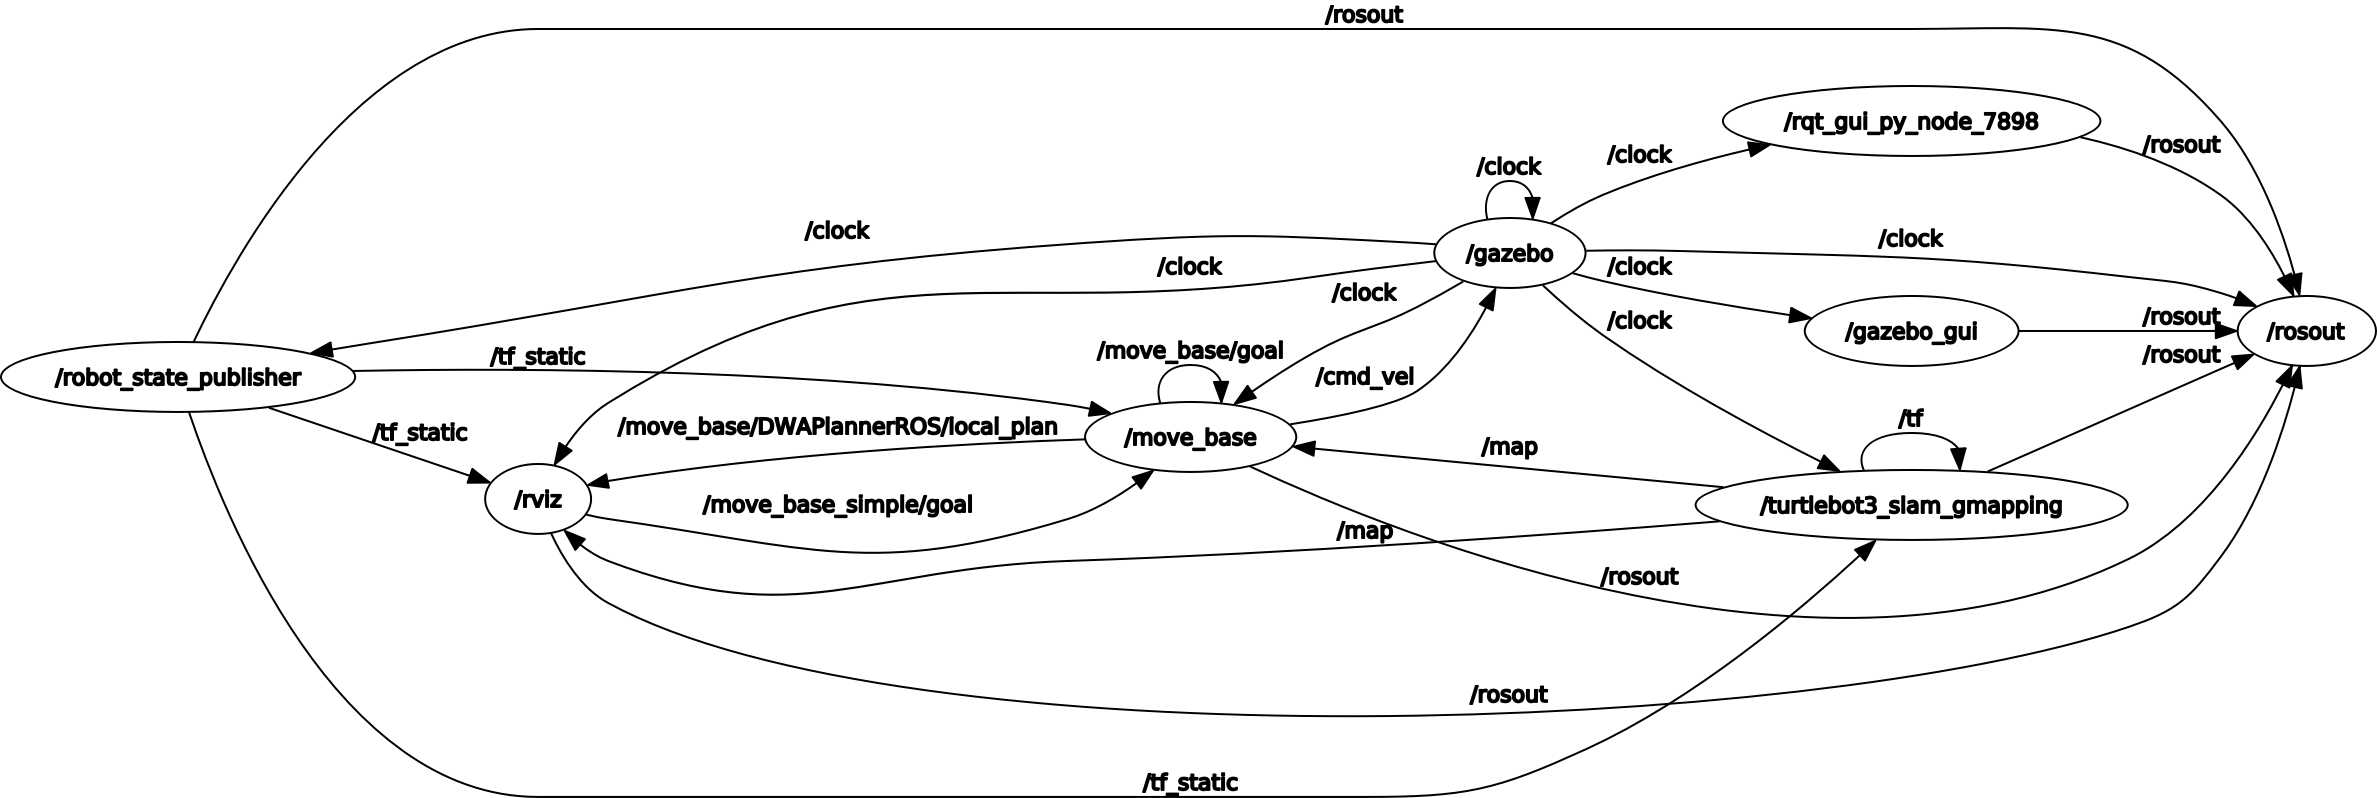 /rosout
/rqt_gui_py_node_7898
/rosout
/clock
/clock
/clock
/clock
/clock
/gazebo
/clock
/clock
/clock
/rosout
/gazebo_gui
/rosout
/clock
/rosout
/move_base/goal
/tf_static
/robot_state_publisher
/cmd_vel
/tf
/move_base/DWAPlannerROS/local_plan
/tf_static
/move_base
/map
/rviz
/move_base_simple/goal
/turtlebot3_slam_gmapping
/map
/rosout
/rosout
/tf_static